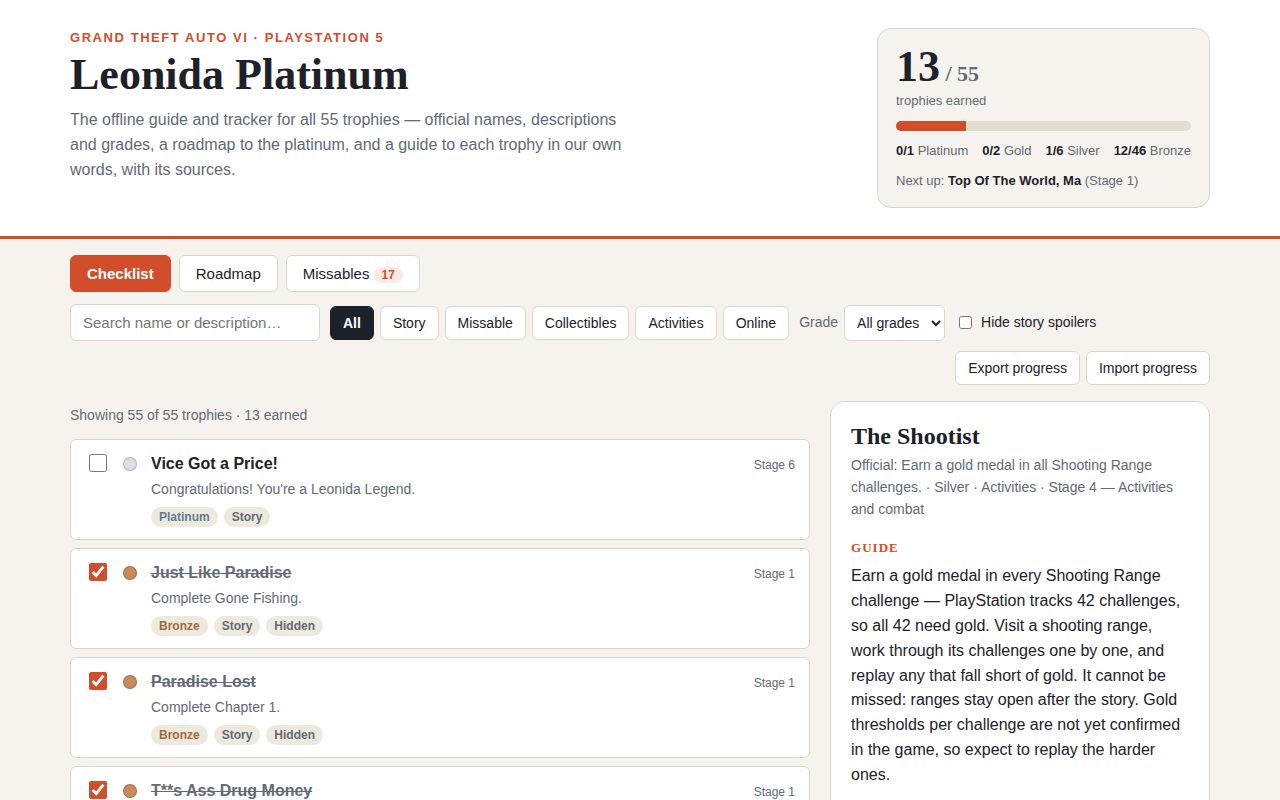 GRAND THEFT AUTO VI · PLAYSTATION 5
Leonida Platinum
The offline guide and tracker for all 55 trophies — official names, descriptions
and grades, a roadmap to the platinum, and a guide to each trophy in our own
words, with its sources.
13 / 55
trophies earned
0/1 Platinum 0/2 Gold 1/6 Silver 12/46 Bronze
Next up: Top Of The World, Ma (Stage 1)
Checklist
Roadmap
Missables 17
Search name or description…
All
Story
Missable
Collectibles
Activities
Online
Grade
All grades
Hide story spoilers
Export progress
Import progress
Showing 55 of 55 trophies · 13 earned
Vice Got a Price!
Stage 6
Congratulations! You're a Leonida Legend.
Platinum
Story
Just Like Paradise
Stage 1
Complete Gone Fishing.
Bronze
Story
Hidden
Paradise Lost
Stage 1
Complete Chapter 1.
Bronze
Story
Hidden
T**s Ass Drug Money
Stage 1
The Shootist
Official: Earn a gold medal in all Shooting Range
challenges. · Silver · Activities · Stage 4 — Activities
and combat
GUIDE
Earn a gold medal in every Shooting Range
challenge — PlayStation tracks 42 challenges,
so all 42 need gold. Visit a shooting range,
work through its challenges one by one, and
replay any that fall short of gold. It cannot be
missed: ranges stay open after the story. Gold
thresholds per challenge are not yet confirmed
in the game, so expect to replay the harder
ones.